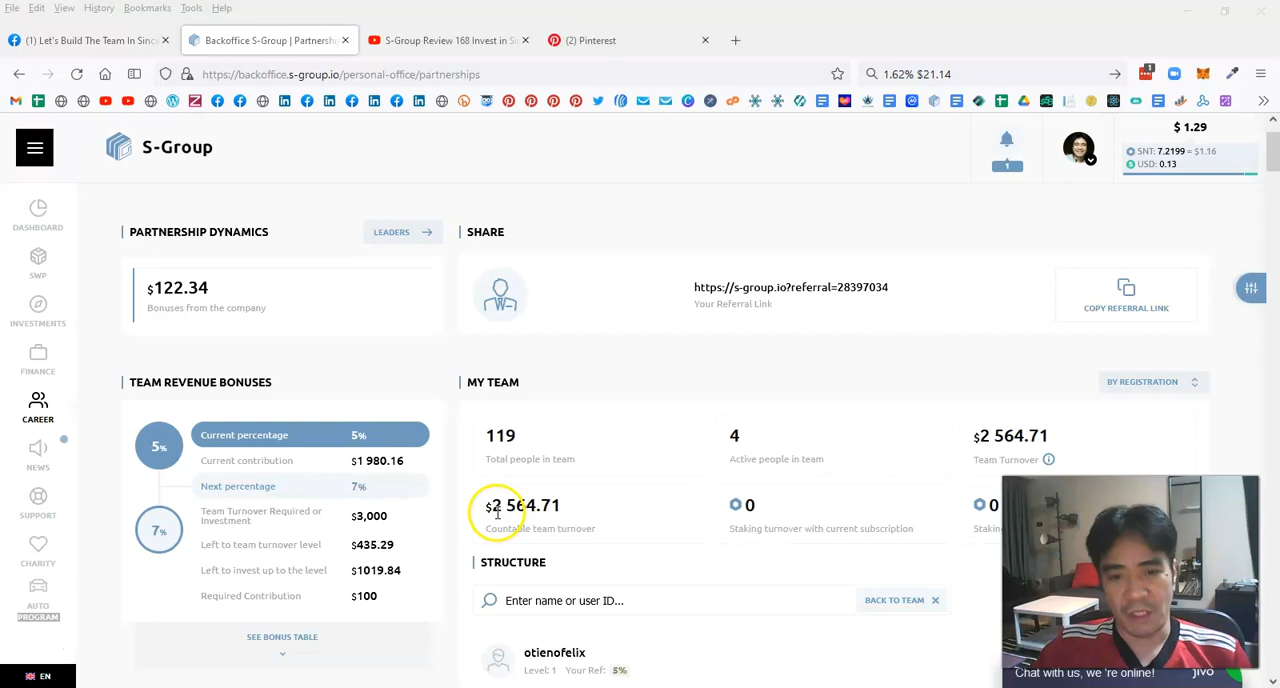 File Edit View History Bookmarks Tools Help
(1) Let's Build The Team In Since
Backoffice S-Group | Partnership
S-Group Review 168 Invest in Si
(2) Pinterest
https://backoffice.s-group.io/personal-office/partnerships
1.62% $21.14
1
S-Group
1
$ 1.29
SNT: 7.2199 = $1.16
USD: 0.13
DASHBOARD
SWP
INVESTMENTS
FINANCE
CAREER
NEWS
SUPPORT
CHARITY
AUTO
PROGRAM
EN
PARTNERSHIP DYNAMICS
LEADERS
$122.34
Bonuses from the company
SHARE
https://s-group.io?referral=28397034
Your Referral Link
COPY REFERRAL LINK
TEAM REVENUE BONUSES
5%
Current percentage 5%
Current contribution $1 980.16
Next percentage 7%
7%
Team Turnover Required or
Investment
$3,000
Left to team turnover level $435.29
Left to invest up to the level $1019.84
Required Contribution $100
SEE BONUS TABLE
MY TEAM
BY REGISTRATION
119
Total people in team
4
Active people in team
$2 564.71
Team Turnover
$2 564.71
Countable team turnover
0
Staking turnover with current subscription
0
STRUCTURE
Enter name or user ID...
BACK TO TEAM
otienofelix
Level: 1 Your Ref: 5%
Chat with us, we 're online!
jivo